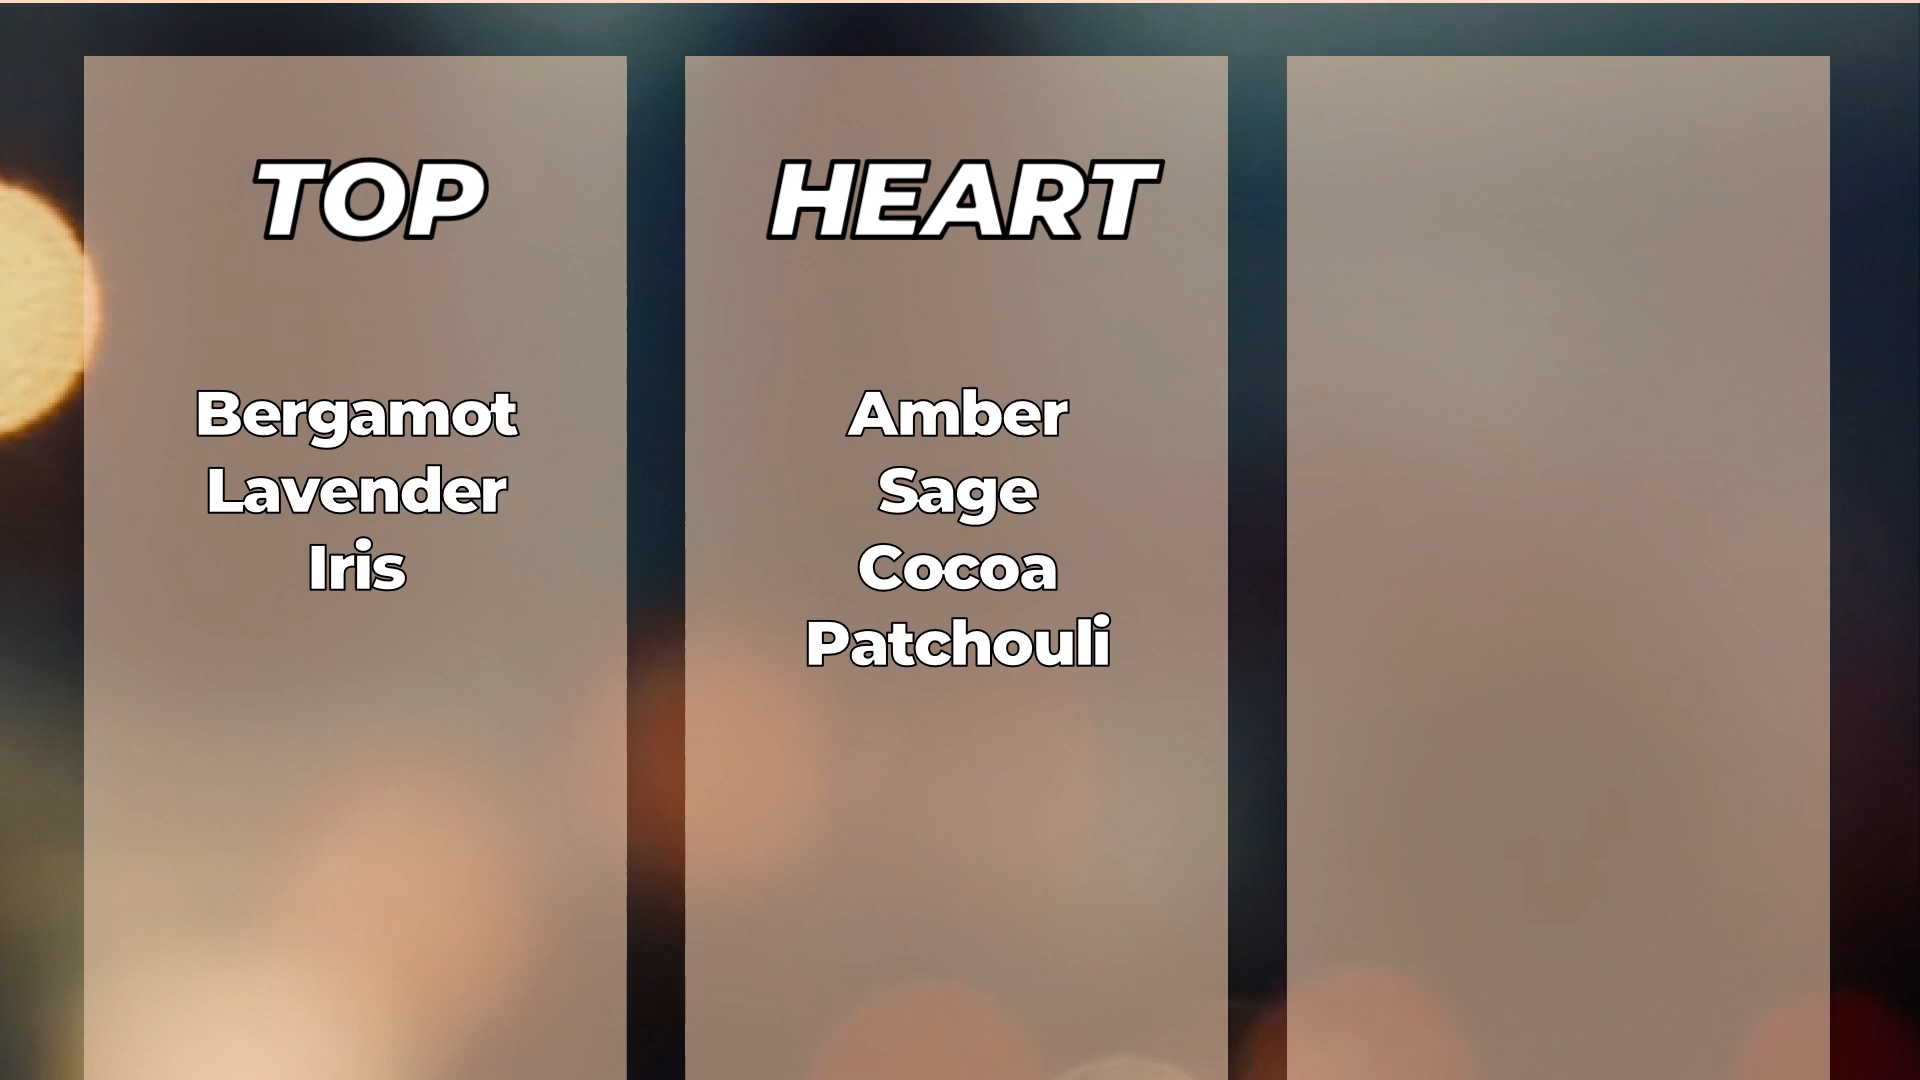 TOP
Bergamot
Lavender
Iris
HEART
Amber
Sage
Cocoa
Patchouli